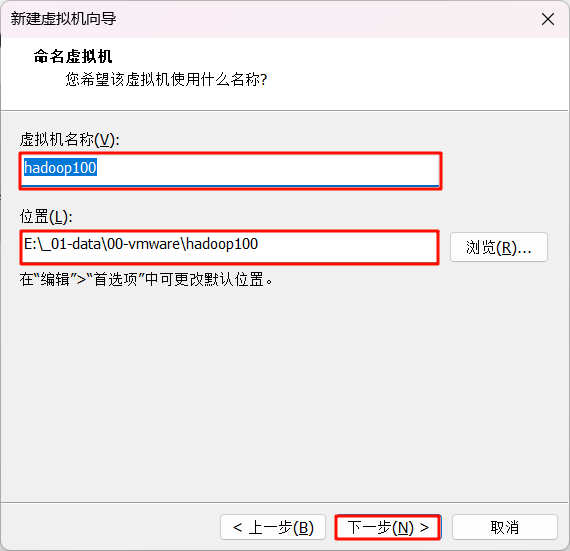 新建虚拟机向导
命名虚拟机
您希望该虚拟机使用什么名称?
虚拟机名称(V):
hadoop100
位置(L):
E:\_01-data\00-vmware\hadoop100
浏览(R)...
在“编辑”>“首选项”中可更改默认位置。
< 上一步(B)
下一步(N) >
取消